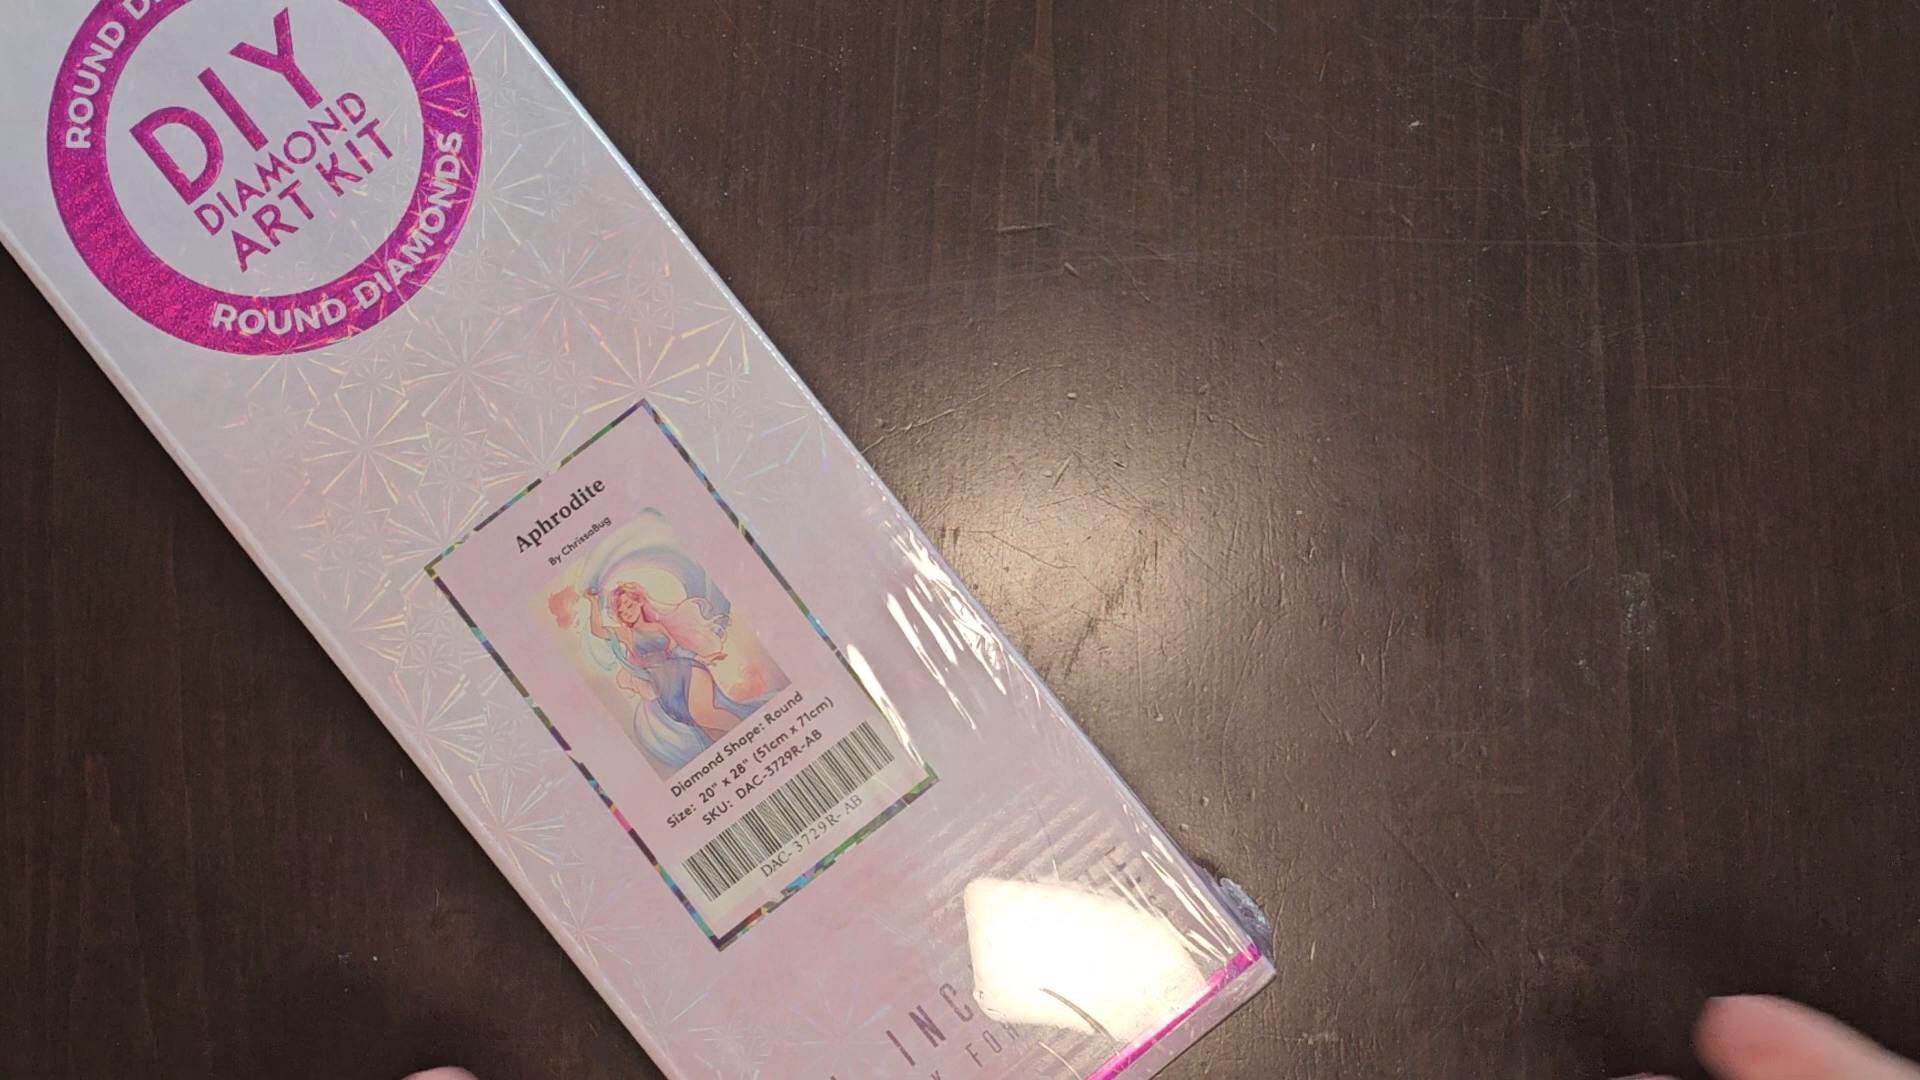 ROUND
DIY
DIAMOND
ART KIT
ROUND DIAMONDS
Aphrodite
By ChrissaBug
Diamond Shape: Round
Size: 20" x 28" (51cm x 71cm)
SKU: DAC-3729R-AB
DAC-3729R-AB